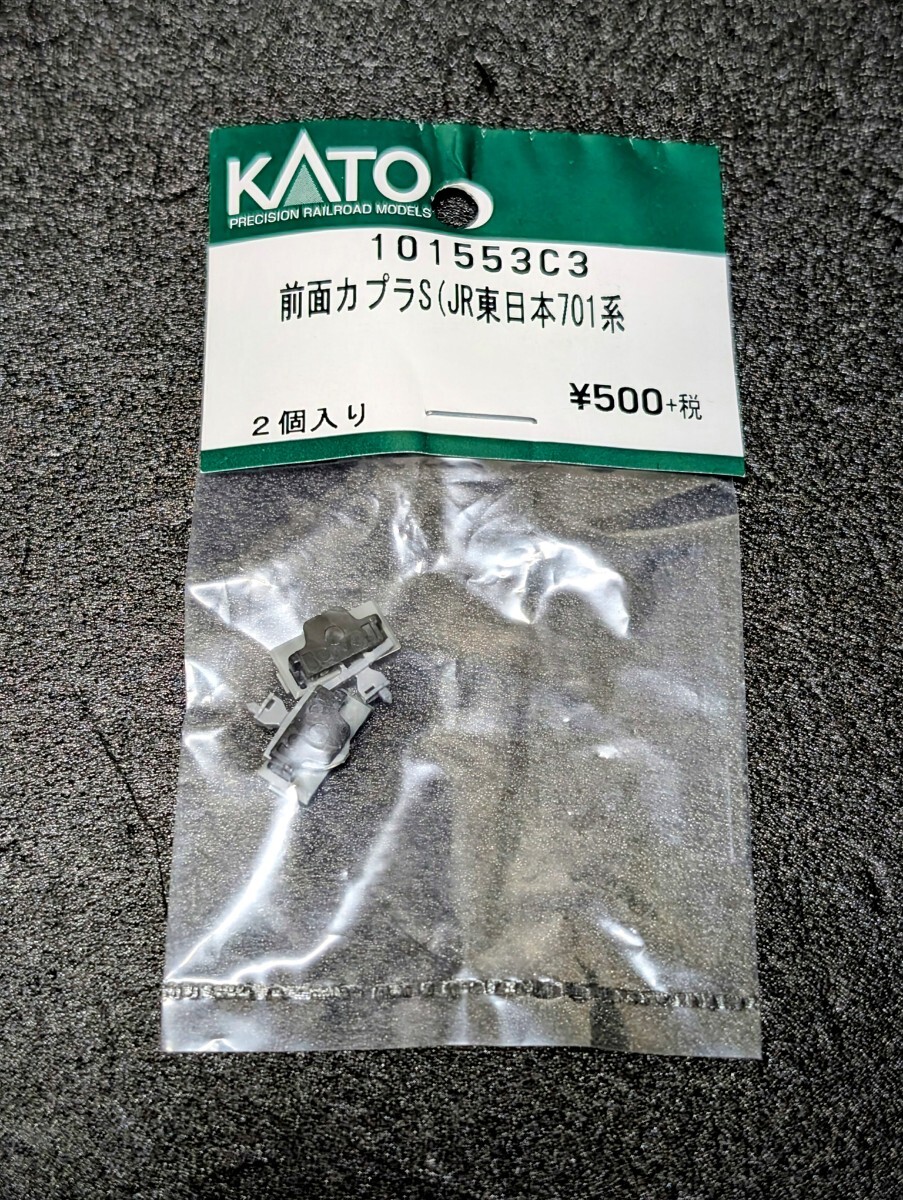 KATO
PRECISION RAILROAD MODELS
101553C3
前面カプラS(JR東日本701系
¥500+税
2個入り